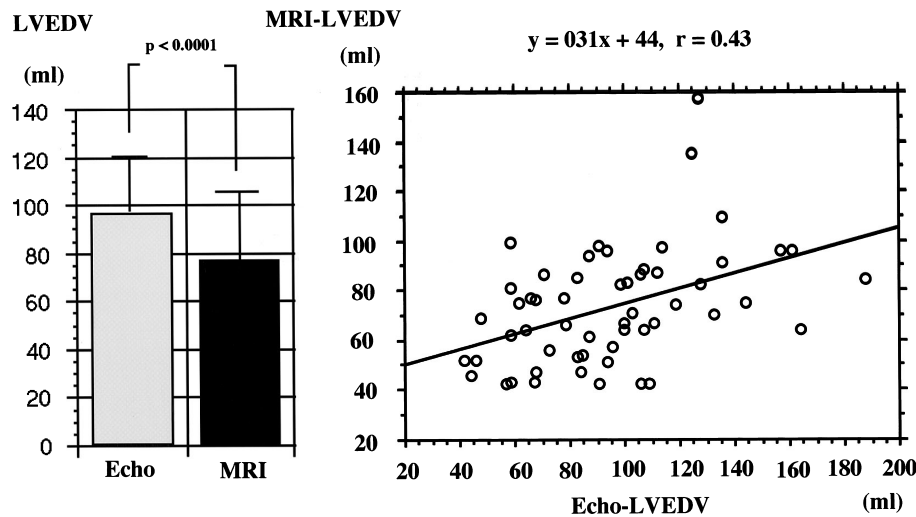 LVEDV
p < 0.0001
(ml)
140
120
100
80
60
40
20
0
Echo MRI
MRI-LVEDV
(ml)
y = 031x + 44, r = 0.43
160
140
120
100
80
60
40
20
20 40 60 80 100 120 140 160 180 200
Echo-LVEDV
(ml)